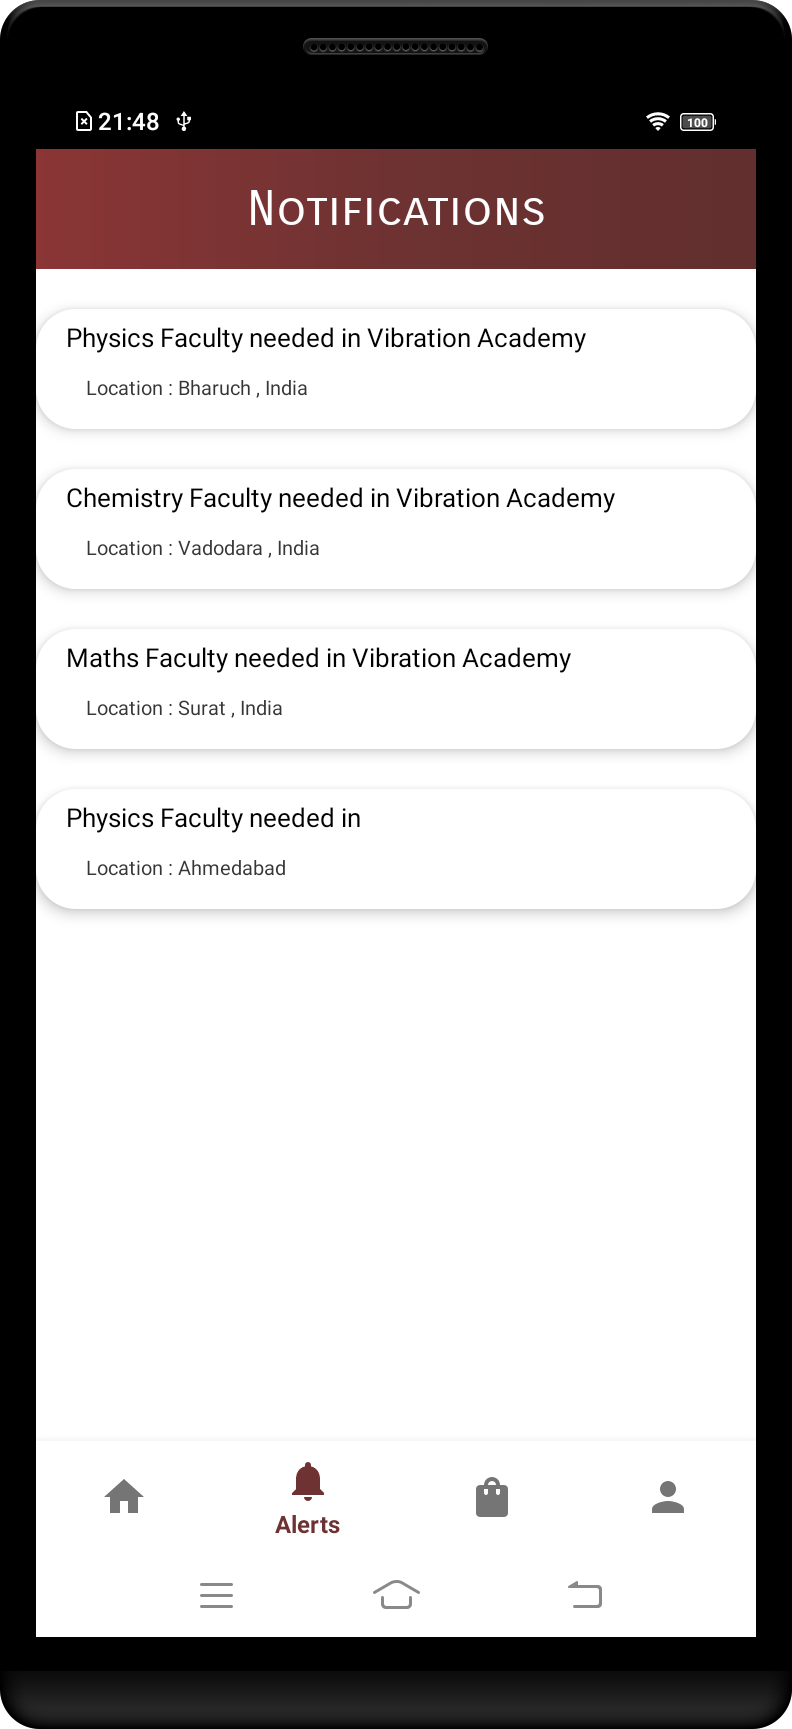 21:48
100
Notifications
Physics Faculty needed in Vibration Academy
Location : Bharuch , India
Chemistry Faculty needed in Vibration Academy
Location : Vadodara , India
Maths Faculty needed in Vibration Academy
Location : Surat , India
Physics Faculty needed in
Location : Ahmedabad
Alerts